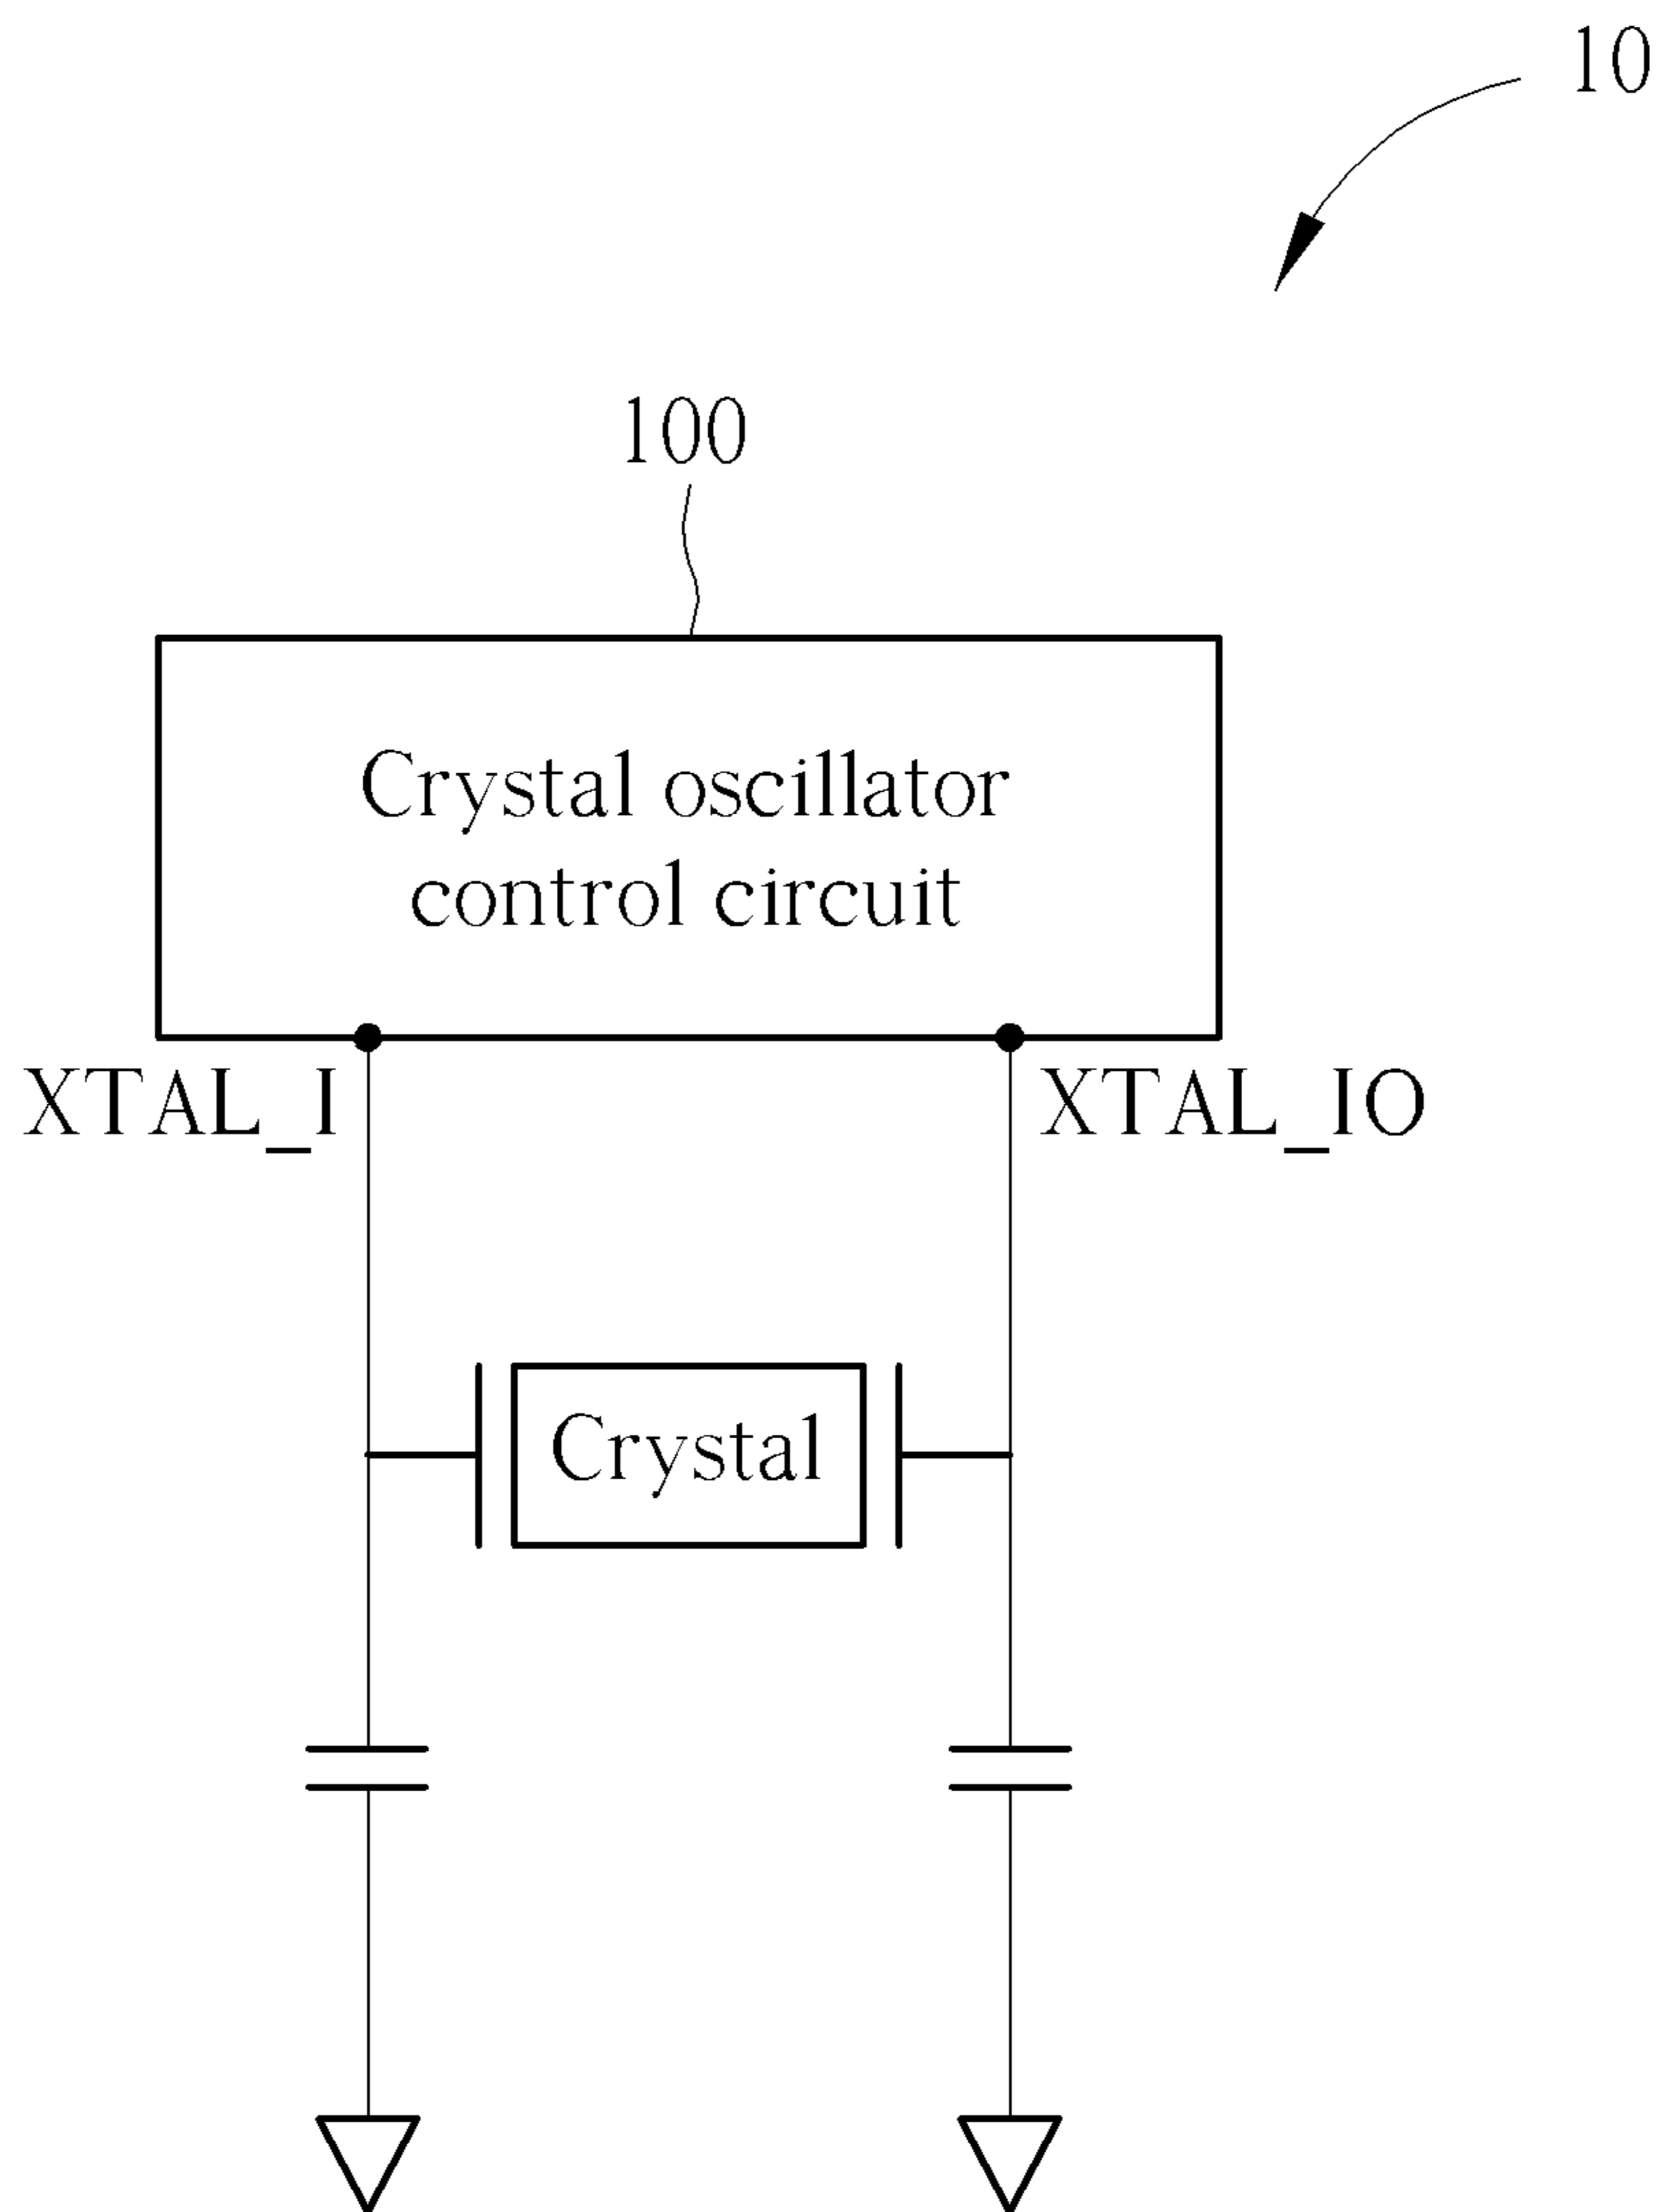 10
100
Crystal oscillator
control circuit
XTAL_I
XTAL_IO
Crystal